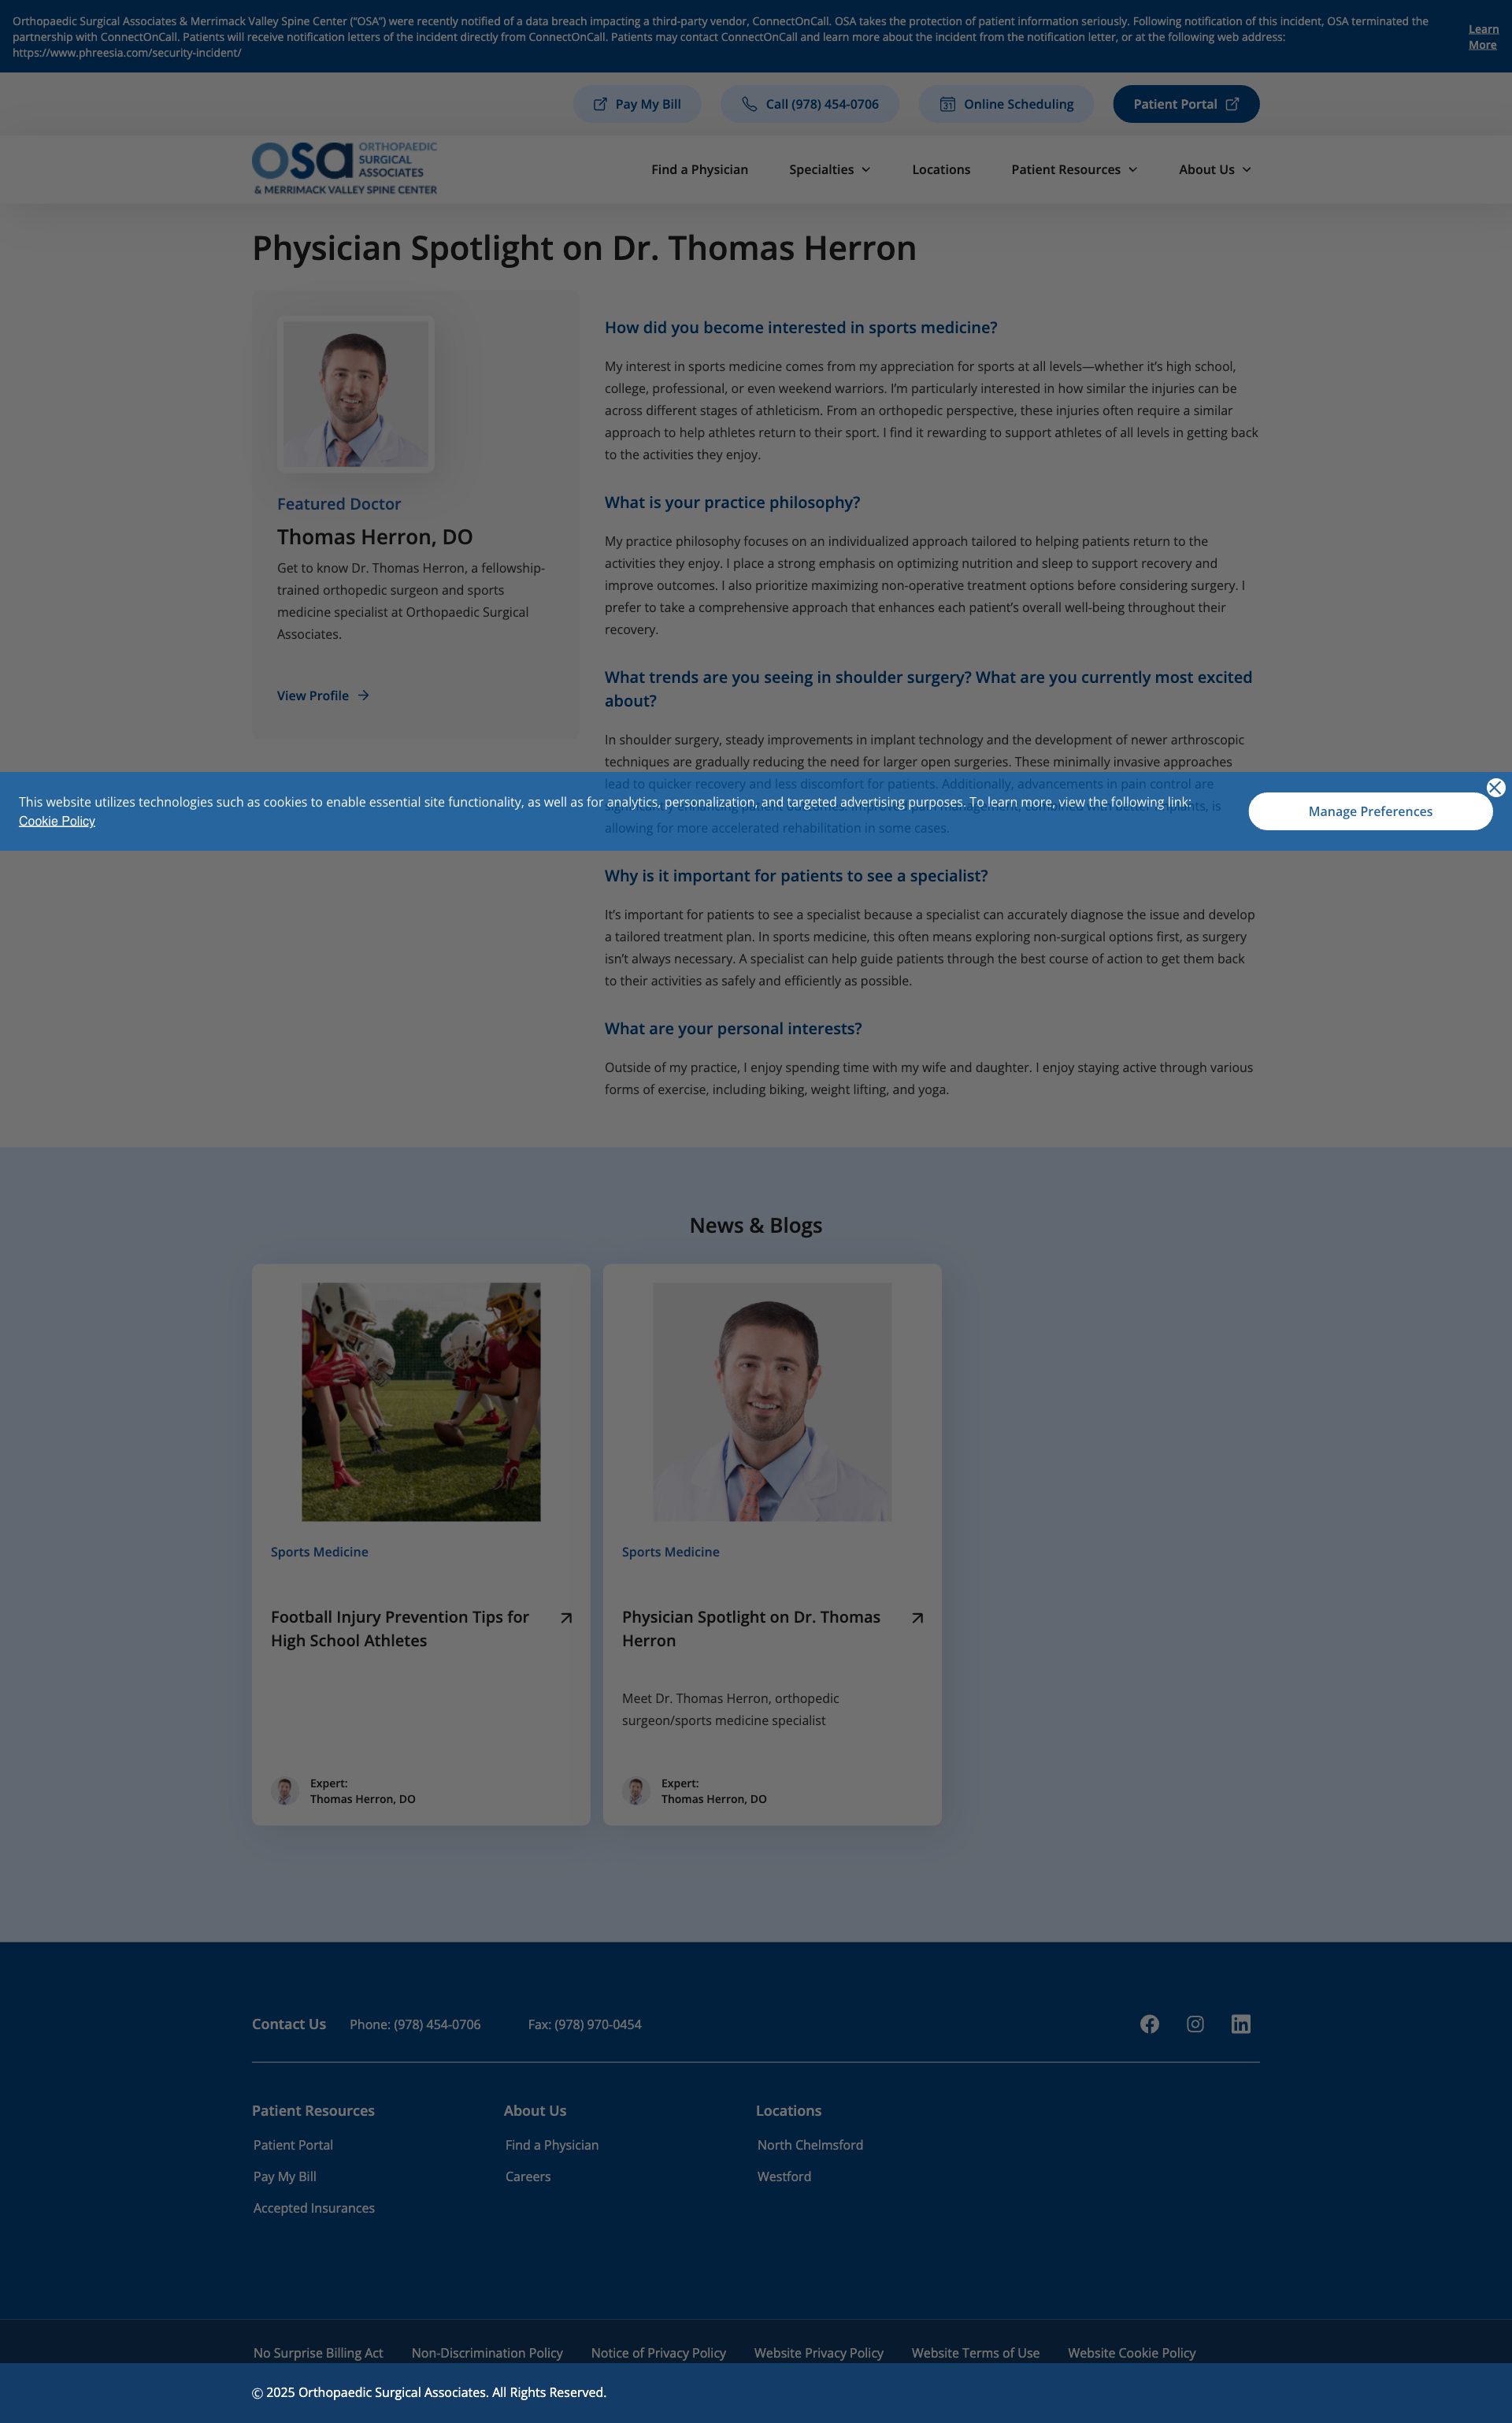 Orthopaedic Surgical Associates & Merrimack Valley Spine Center (“OSA”) were recently notified of a data breach impacting a third-party vendor, ConnectOnCall. OSA takes the protection of patient information seriously. Following notification of this incident, OSA terminated the
partnership with ConnectOnCall. Patients will receive notification letters of the incident directly from ConnectOnCall. Patients may contact ConnectOnCall and learn more about the incident from the notification letter, or at the following web address:
https://www.phreesia.com/security-incident/
Learn
More
Pay My Bill
Call (978) 454-0706
Online Scheduling
Patient Portal
osa ORTHOPAEDIC
SURGICAL
ASSOCIATES
& MERRIMACK VALLEY SPINE CENTER
Find a Physician
Specialties
Locations
Patient Resources
About Us
Physician Spotlight on Dr. Thomas Herron
Featured Doctor
Thomas Herron, DO
Get to know Dr. Thomas Herron, a fellowship-
trained orthopedic surgeon and sports
medicine specialist at Orthopaedic Surgical
Associates.
View Profile
How did you become interested in sports medicine?
My interest in sports medicine comes from my appreciation for sports at all levels—whether it’s high school,
college, professional, or even weekend warriors. I’m particularly interested in how similar the injuries can be
across different stages of athleticism. From an orthopedic perspective, these injuries often require a similar
approach to help athletes return to their sport. I find it rewarding to support athletes of all levels in getting back
to the activities they enjoy.
What is your practice philosophy?
My practice philosophy focuses on an individualized approach tailored to helping patients return to the
activities they enjoy. I place a strong emphasis on optimizing nutrition and sleep to support recovery and
improve outcomes. I also prioritize maximizing non-operative treatment options before considering surgery. I
prefer to take a comprehensive approach that enhances each patient’s overall well-being throughout their
recovery.
What trends are you seeing in shoulder surgery? What are you currently most excited
about?
In shoulder surgery, steady improvements in implant technology and the development of newer arthroscopic
techniques are gradually reducing the need for larger open surgeries. These minimally invasive approaches
lead to quicker recovery and less discomfort for patients. Additionally, advancements in pain control are
allowing for more accelerated rehabilitation in some cases.
This website utilizes technologies such as cookies to enable essential site functionality, as well as for analytics, personalization, and targeted advertising purposes. To learn more, view the following link:
Cookie Policy
Manage Preferences
Why is it important for patients to see a specialist?
It’s important for patients to see a specialist because a specialist can accurately diagnose the issue and develop
a tailored treatment plan. In sports medicine, this often means exploring non-surgical options first, as surgery
isn’t always necessary. A specialist can help guide patients through the best course of action to get them back
to their activities as safely and efficiently as possible.
What are your personal interests?
Outside of my practice, I enjoy spending time with my wife and daughter. I enjoy staying active through various
forms of exercise, including biking, weight lifting, and yoga.
News & Blogs
Sports Medicine
Football Injury Prevention Tips for
High School Athletes
Expert:
Thomas Herron, DO
Sports Medicine
Physician Spotlight on Dr. Thomas
Herron
Meet Dr. Thomas Herron, orthopedic
surgeon/sports medicine specialist
Expert:
Thomas Herron, DO
Contact Us
Phone: (978) 454-0706
Fax: (978) 970-0454
Patient Resources
Patient Portal
Pay My Bill
Accepted Insurances
About Us
Find a Physician
Careers
Locations
North Chelmsford
Westford
No Surprise Billing Act
Non-Discrimination Policy
Notice of Privacy Policy
Website Privacy Policy
Website Terms of Use
Website Cookie Policy
© 2025 Orthopaedic Surgical Associates. All Rights Reserved.